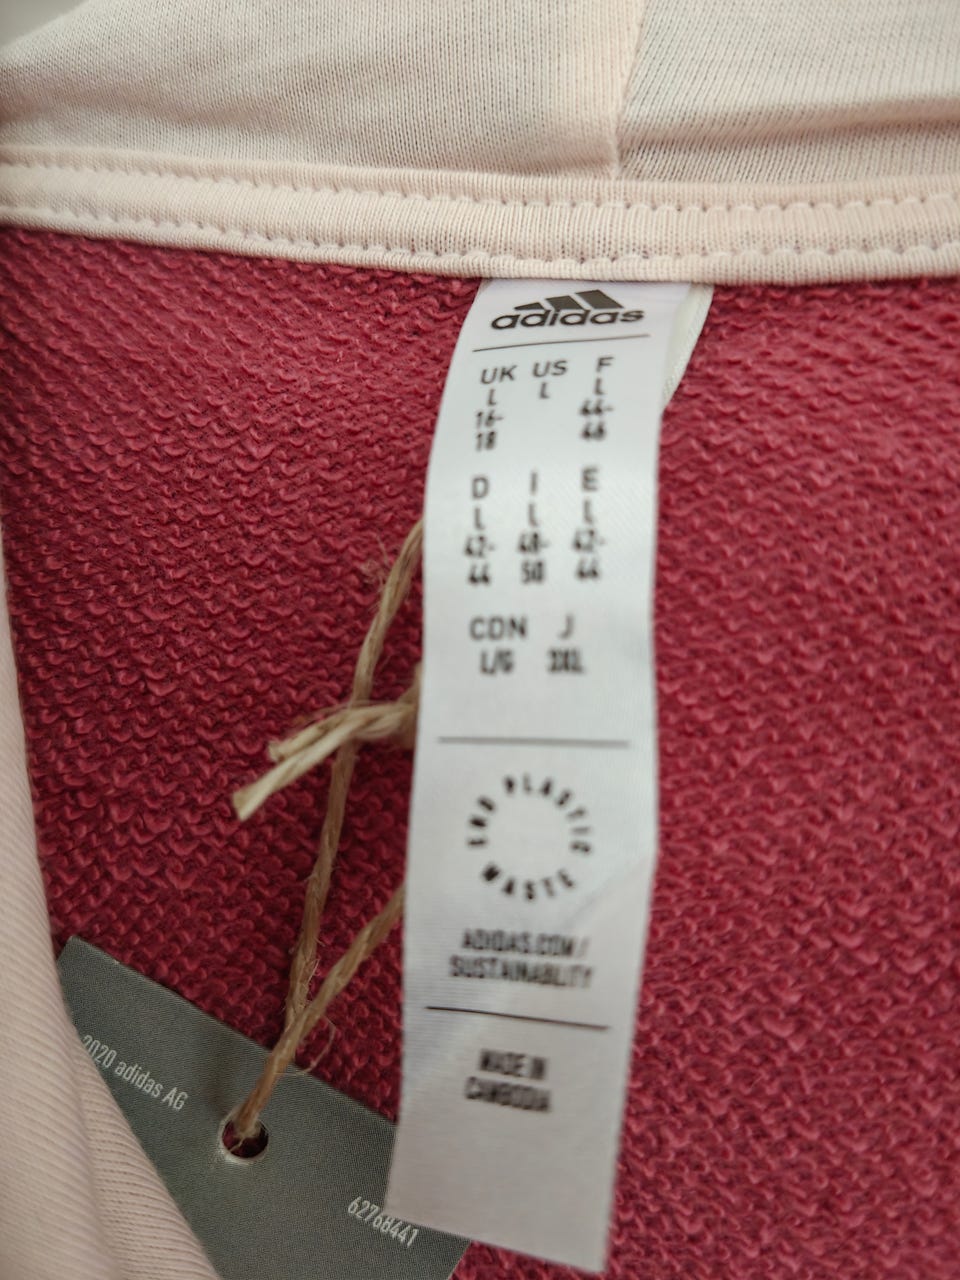 adidas
UK US F
L L L
16- 44-
18 46
D I E
L L L
42- 48- 42-
44 50 44
CDN J
L/G 3XL
END PLASTIC WASTE
ADIDAS.COM/
SUSTAINABILITY
MADE IN
CAMBODIA
2020 adidas AG
62768441